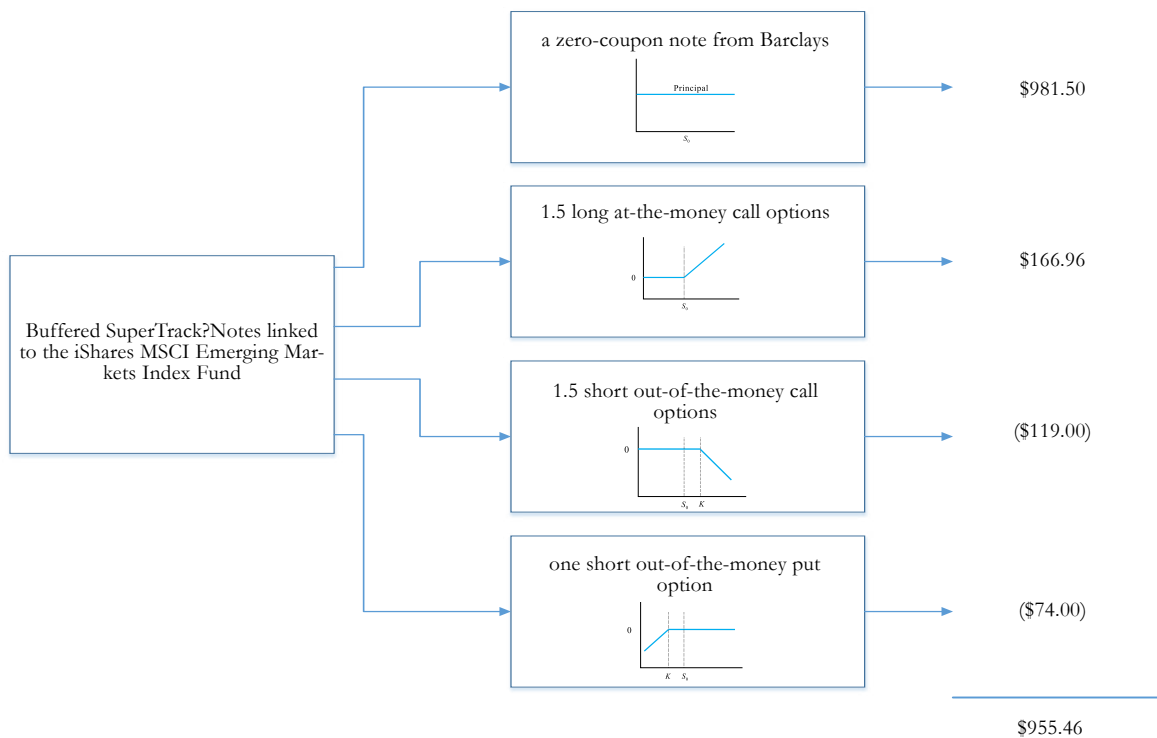 a zero-coupon note from Barclays
Principal
S0
$981.50
1.5 long at-the-money call options
0
S0
$166.96
Buffered SuperTrack?Notes linked
to the iShares MSCI Emerging Mar-
kets Index Fund
1.5 short out-of-the-money call
options
0
S0 K
($119.00)
one short out-of-the-money put
option
0
K S0
($74.00)
$955.46